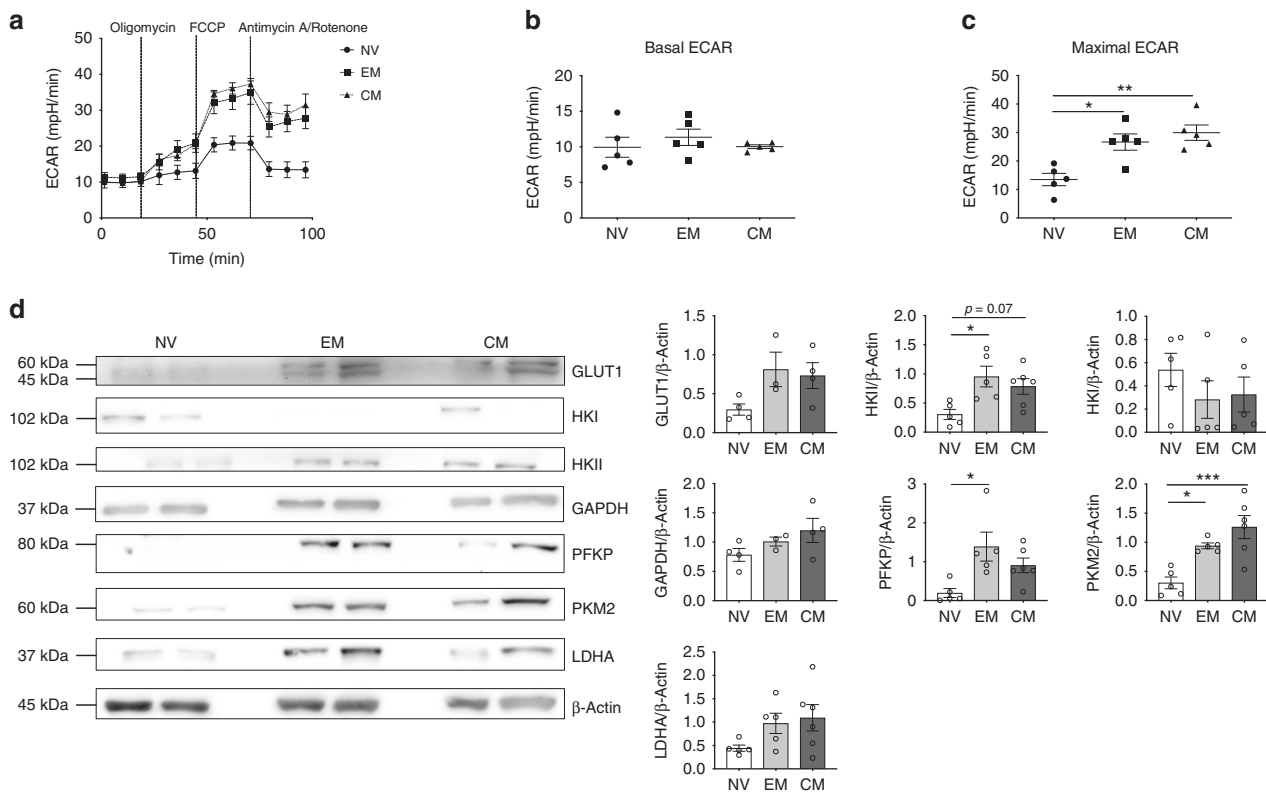 a
Oligomycin FCCP Antimycin A/Rotenone
ECAR (mpH/min)
50
40
30
20
10
0
0 50 100
Time (min)
NV
EM
CM
b
Basal ECAR
ECAR (mpH/min)
20
15
10
5
0
NV EM CM
c
Maximal ECAR
ECAR (mpH/min)
50
40
30
20
10
0
**
*
NV EM CM
d
NV EM CM
60 kDa
45 kDa
GLUT1
102 kDa
HKI
102 kDa
HKII
37 kDa
GAPDH
80 kDa
PFKP
60 kDa
PKM2
37 kDa
LDHA
45 kDa
β-Actin
GLUT1/β-Actin
1.5
1.0
0.5
0.0
NV EM CM
HKII/β-Actin
2.0
1.5
1.0
0.5
0.0
p = 0.07
*
NV EM CM
HKI/β-Actin
1.0
0.8
0.6
0.4
0.2
0.0
NV EM CM
GAPDH/β-Actin
2.0
1.5
1.0
0.5
0.0
NV EM CM
PFKP/β-Actin
3
2
1
0
*
NV EM CM
PKM2/β-Actin
2.0
1.5
1.0
0.5
0.0
***
*
NV EM CM
LDHA/β-Actin
2.5
2.0
1.5
1.0
0.5
0.0
NV EM CM